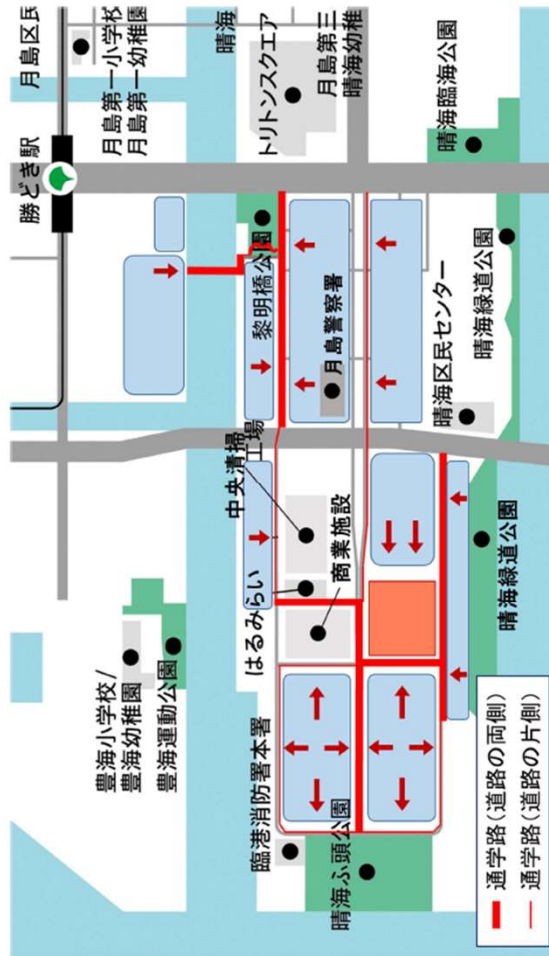 勝どき駅
月島区民
豊海小学校/
豊海幼稚園
月島第一小学校
月島第一幼稚園
豊海運動公園
臨港消防署本署
はるみらい
中央清掃
工場
黎明橋公園
トリトンスクエア
晴海
晴海ふ頭公園
商業施設
月島警察署
月島第三
晴海幼稚
晴海区民センター
晴海臨海公園
晴海緑道公園
晴海緑道公園
通学路(道路の両側)
通学路(道路の片側)